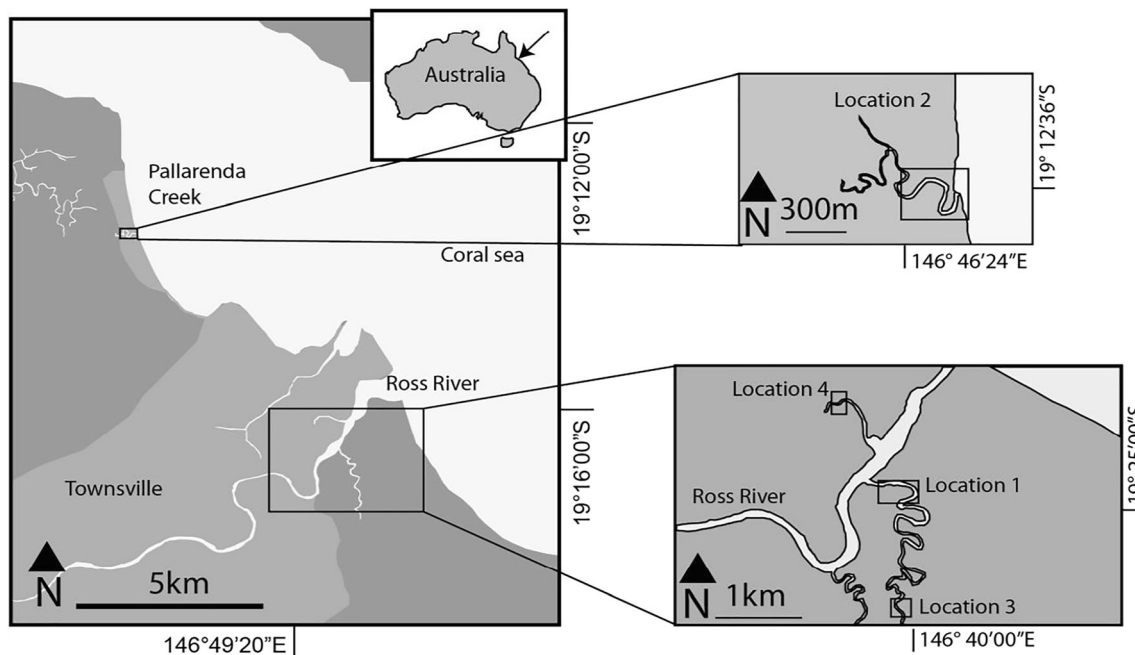 Australia
Pallarenda
Creek
Coral sea
Ross River
Townsville
N
5km
19°12'00"S
19°16'00"S
146°49'20"E
Location 2
N
300m
19° 12'36"S
146° 46'24"E
Location 4
Ross River
Location 1
N
1km
Location 3
146° 40'00"E